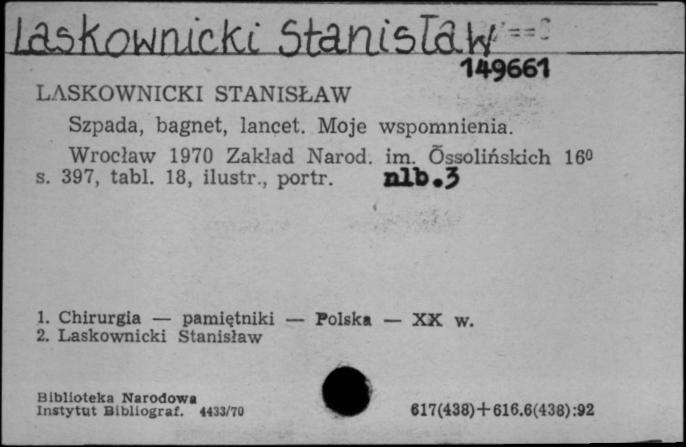 Laskownicki Stanisław
149661
LASKOWNICKI STANISŁAW
Szpada, bagnet, lancet. Moje wspomnienia.
Wrocław 1970 Zakład Narod. im. Ossolińskich 16⁰
s. 397, tabl. 18, ilustr., portr. nlb.3
1. Chirurgia — pamiętniki — Polska — XX w.
2. Laskownicki Stanisław
Biblioteka Narodowa
Instytut Bibliograf. 4433/70
617(438)+616.6(438):92